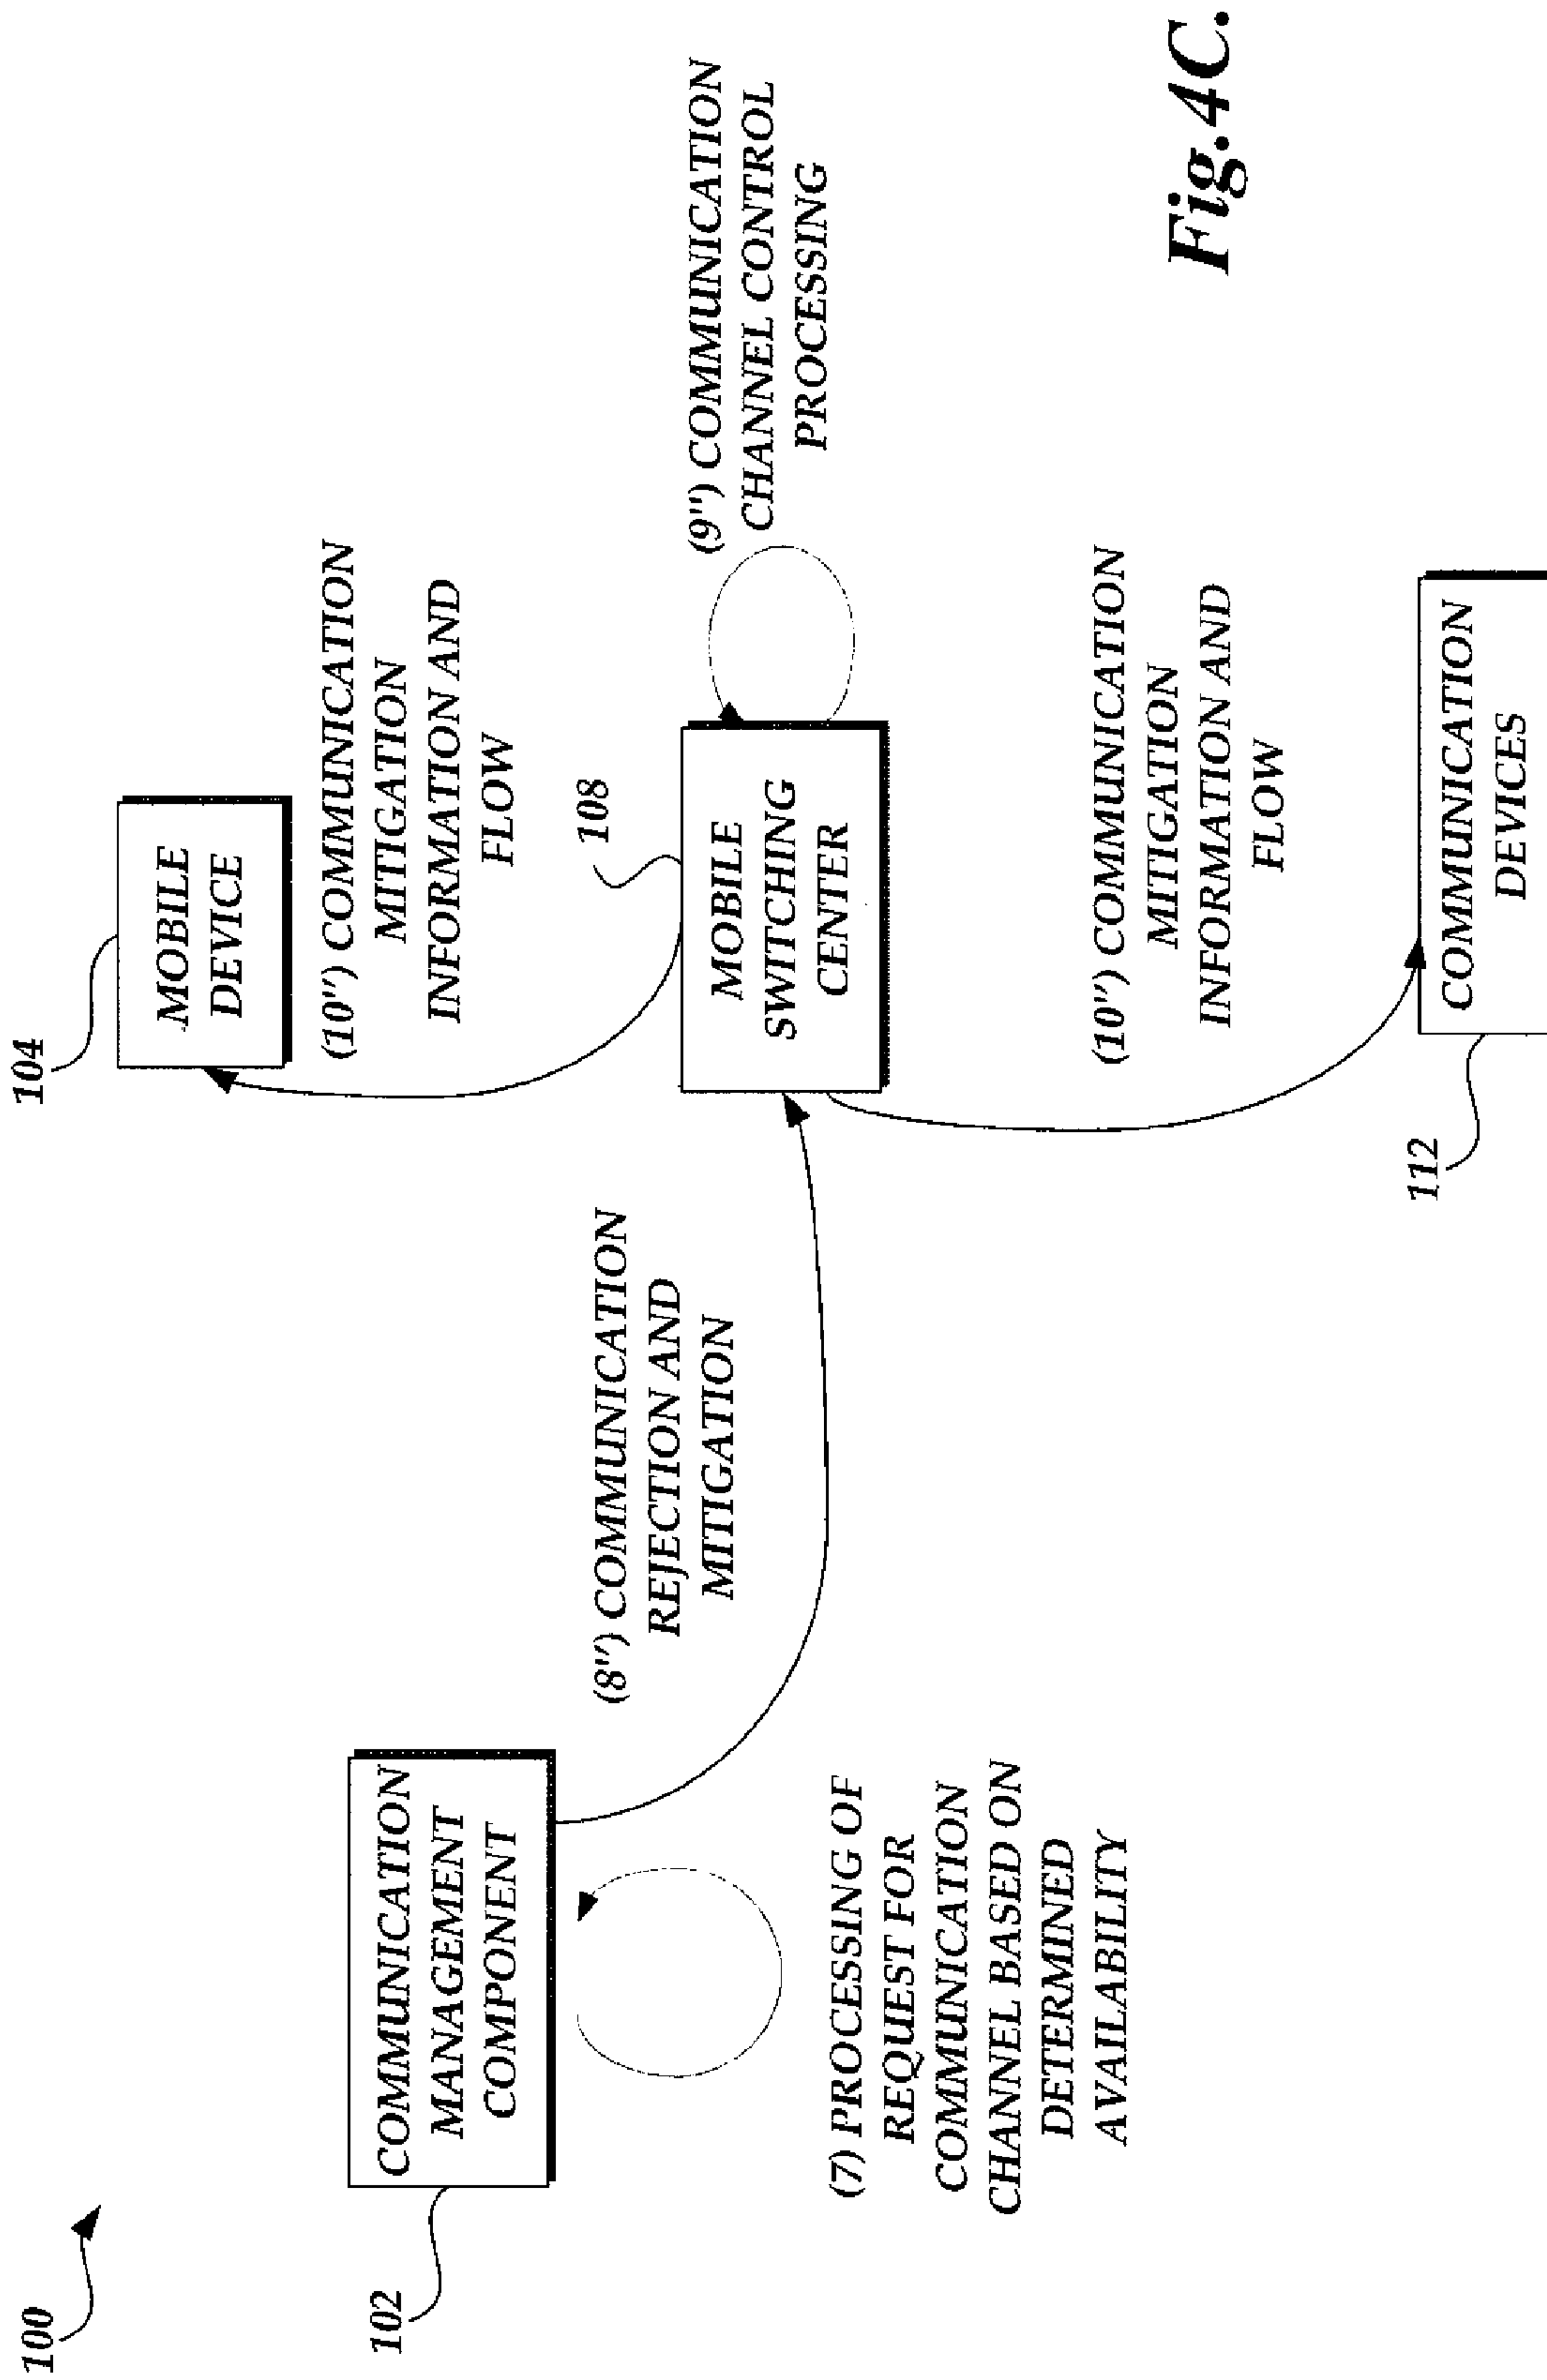 100
104
MOBILE
DEVICE
(10") COMMUNICATION
MITIGATION
INFORMATION AND
FLOW
102
COMMUNICATION
MANAGEMENT
COMPONENT
(8") COMMUNICATION
REJECTION AND
MITIGATION
108
MOBILE
SWITCHING
CENTER
(9") COMMUNICATION
CHANNEL CONTROL
PROCESSING
(7) PROCESSING OF
REQUEST FOR
COMMUNICATION
CHANNEL BASED ON
DETERMINED
AVAILABILITY
(10") COMMUNICATION
MITIGATION
INFORMATION AND
FLOW
112
COMMUNICATION
DEVICES
Fig.4C.